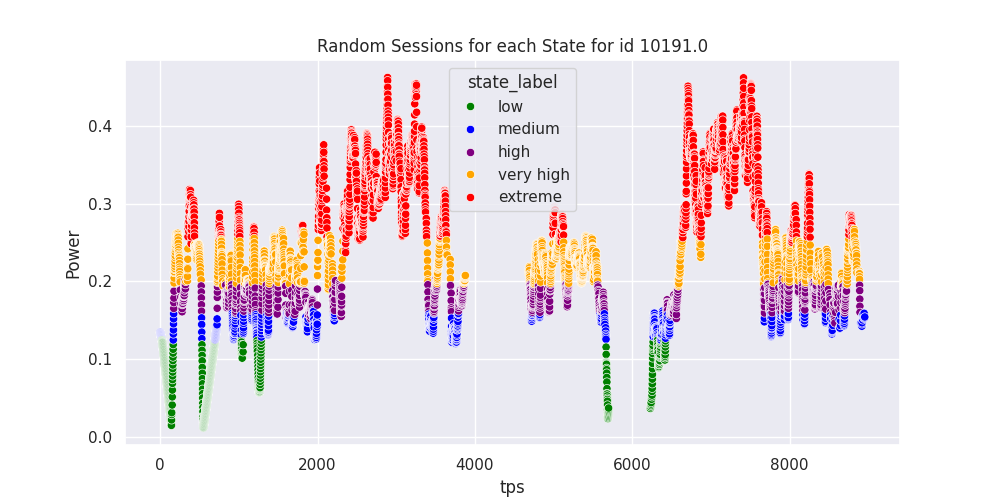 Random Sessions for each State for id 10191.0
state_label
low
medium
high
very high
extreme
Power
0.4
0.3
0.2
0.1
0.0
0 2000 4000 6000 8000
tps